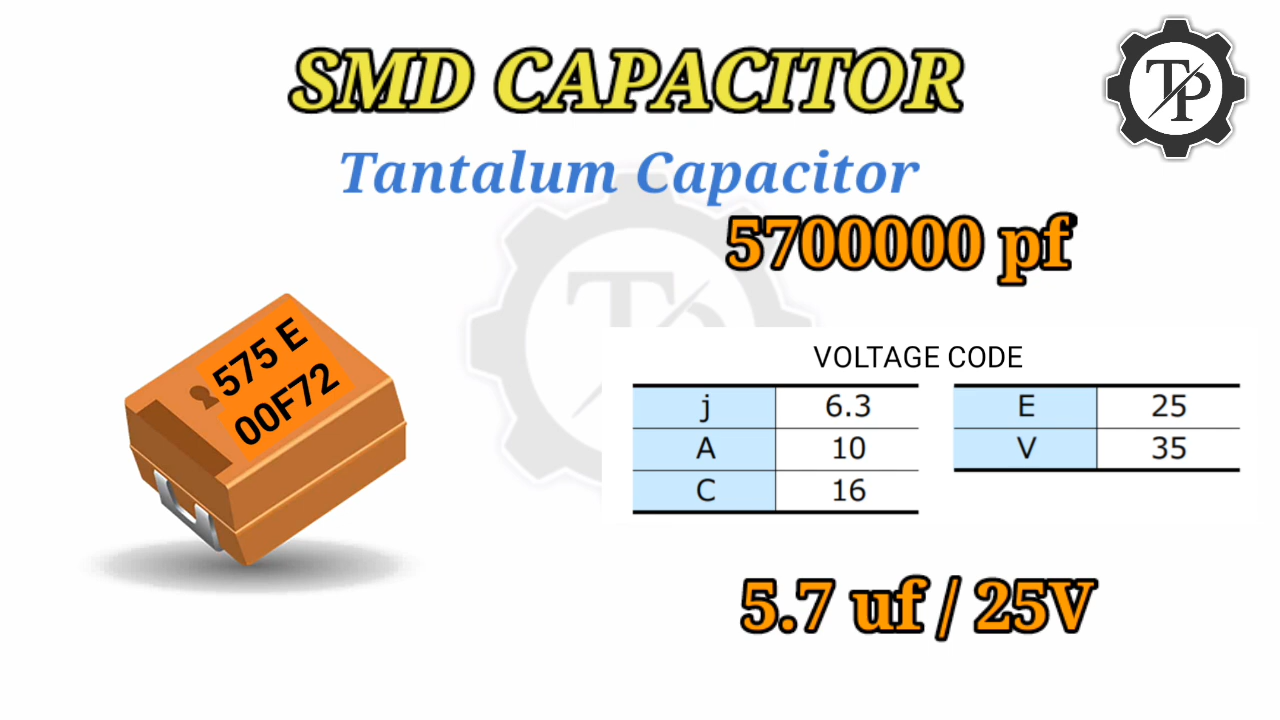 SMD CAPACITOR
TP
Tantalum Capacitor
5700000 pf
575 E
00F72
VOLTAGE CODE
j 6.3 E 25
A 10 V 35
C 16
5.7 uf / 25V